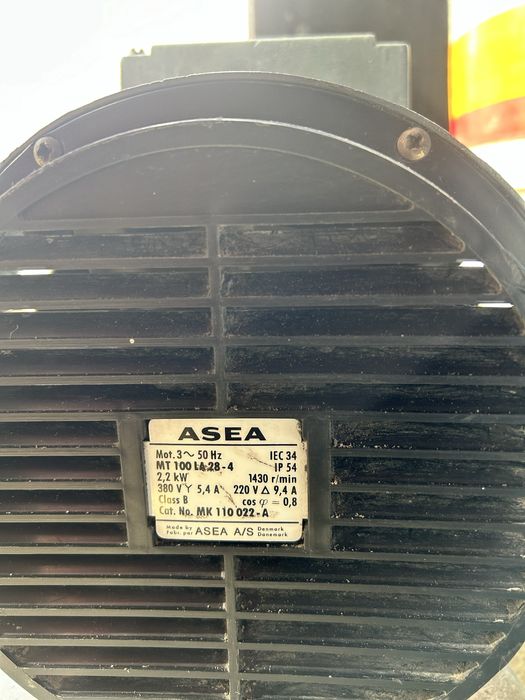 ASEA
Mot. 3~ 50 Hz IEC 34
MT 100 LA 28-4 IP 54
2,2 kW 1430 r/min
380 V Y 5,4 A 220 V Δ 9,4 A
Class B cos φ = 0,8
Cat. No. MK 110 022-A
Made by ASEA A/S Denmark
Fabr. par Danemark